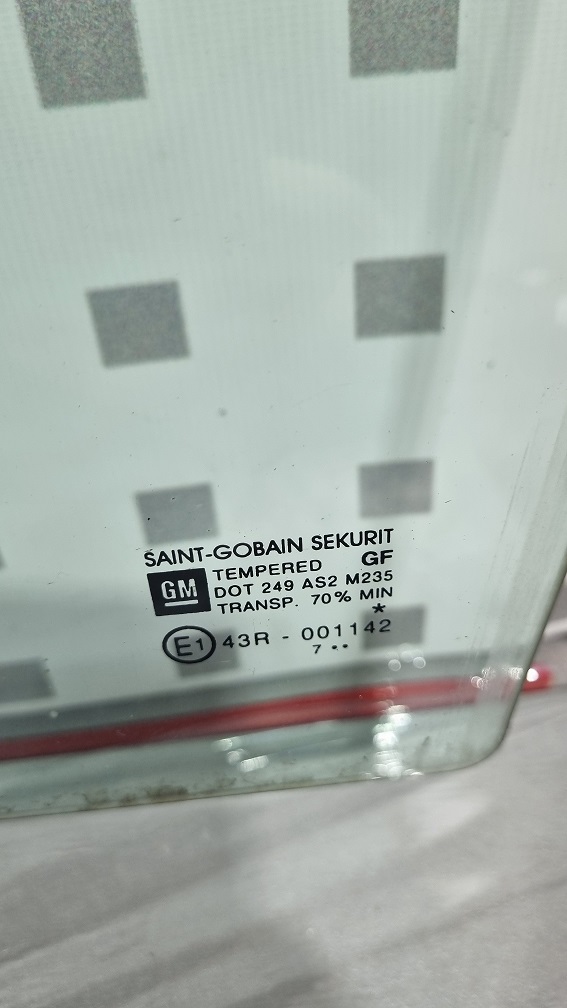 SAINT-GOBAIN SEKURIT
GM TEMPERED GF
DOT 249 AS2 M235
TRANSP. 70% MIN
*
E1 43R - 001142
7 ••